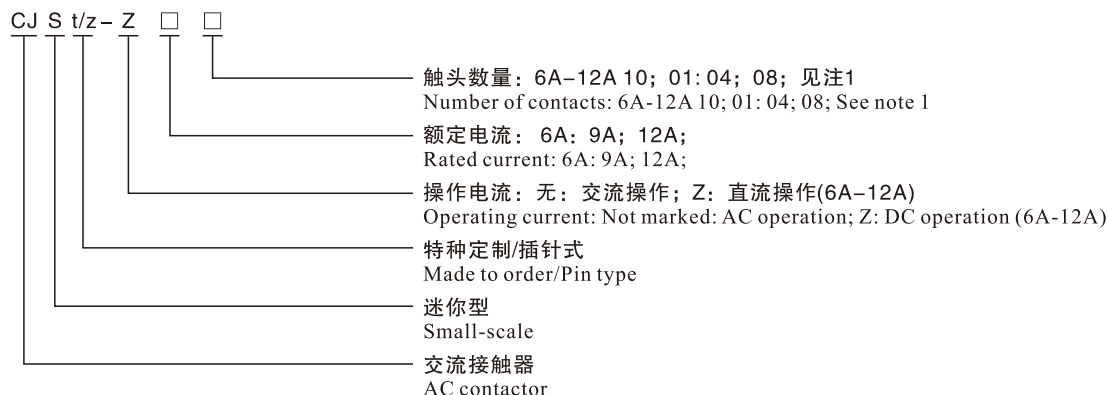 CJ S t/z－Z □ □
触头数量：6A－12A 10；01：04；08；见注1
Number of contacts: 6A-12A 10; 01: 04; 08; See note 1
额定电流： 6A：9A；12A；
Rated current: 6A: 9A; 12A;
操作电流：无：交流操作；Z：直流操作(6A－12A)
Operating current: Not marked: AC operation; Z: DC operation (6A-12A)
特种定制/插针式
Made to order/Pin type
迷你型
Small-scale
交流接触器
AC contactor